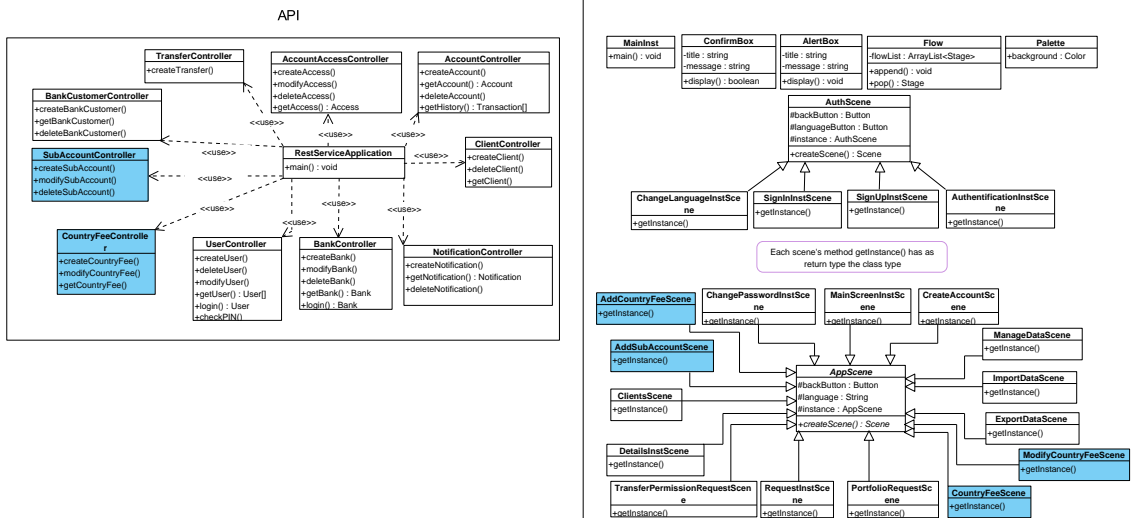 API
TransferController
+createTransfer()
AccountAccessController
+createAccess()
+modifyAccess()
+deleteAccess()
+getAccess() : Access
AccountController
+createAccount()
+getAccount() : Account
+deleteAccount()
+getHistory() : Transaction[]
BankCustomerController
+createBankCustomer()
+getBankCustomer()
+deleteBankCustomer()
<<use>>
<<use>>
<<use>>
<<use>>
SubAccountController
+createSubAccount()
+modifySubAccount()
+deleteSubAccount()
<<use>>
RestServiceApplication
+main() : void
<<use>>
ClientController
+createClient()
+deleteClient()
+getClient()
<<use>>
<<use>>
<<use>>
<<use>>
CountryFeeControlle
r
+createCountryFee()
+modifyCountryFee()
+getCountryFee()
UserController
+createUser()
+deleteUser()
+modifyUser()
+getUser() : User[]
+login() : User
+checkPIN()
BankController
+createBank()
+modifyBank()
+deleteBank()
+getBank() : Bank
+login() : Bank
NotificationController
+createNotification()
+getNotification() : Notification
+deleteNotification()
MainInst
+main() : void
ConfirmBox
-title : string
-message : string
+display() : boolean
AlertBox
-title : string
-message : string
+display() : void
Flow
-flowList : ArrayList<Stage>
+append() : void
+pop() : Stage
Palette
+background : Color
AuthScene
#backButton : Button
#languageButton : Button
#instance : AuthScene
+createScene() : Scene
ChangeLanguageInstSce
ne
+getInstance()
SignInInstScene
+getInstance()
SignUpInstScene
+getInstance()
AuthentificationInstSce
ne
+getInstance()
Each scene's method getInstance() has as
return type the class type
AddCountryFeeScene
+getInstance()
ChangePasswordInstSce
ne
+getInstance()
MainScreenInstSc
ene
+getInstance()
CreateAccountSc
ene
+getInstance()
AddSubAccountScene
+getInstance()
ManageDataScene
+getInstance()
AppScene
#backButton : Button
#language : String
#instance : AppScene
+createScene() : Scene
ImportDataScene
+getInstance()
ClientsScene
+getInstance()
ExportDataScene
+getInstance()
DetailsInstScene
+getInstance()
ModifyCountryFeeScene
+getInstance()
TransferPermissionRequestScen
e
+getInstance()
RequestInstSce
ne
+getInstance()
PortfolioRequestSc
ene
+getInstance()
CountryFeeScene
+getInstance()